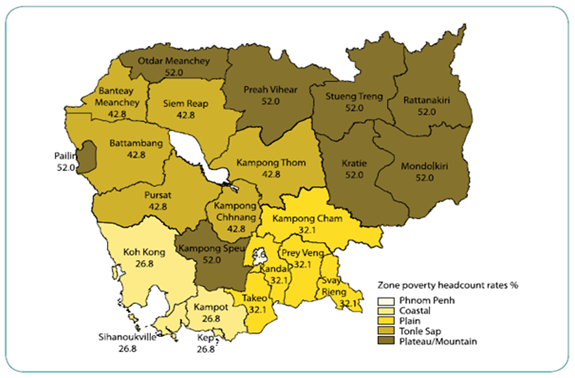 Otdar Meanchey
52.0
Banteay
Meanchey
42.8
Siem Reap
42.8
Preah Vihear
52.0
Stueng Treng
52.0
Rattanakiri
52.0
Battambang
42.8
Pailin
52.0
Kampong Thom
42.8
Kratie
52.0
Mondolkiri
52.0
Pursat
42.8
Kampong
Chhnang
42.8
Kampong Cham
32.1
Koh Kong
26.8
Kampong Speu
52.0
4.6
Kandal
32.1
Prey Veng
32.1
Svay
Rieng
32.1
Takeo
32.1
Kampot
26.8
Sihanoukville
26.8
Kep
26.8
Zone poverty headcount rates %
Phnom Penh
Coastal
Plain
Tonle Sap
Plateau/Mountain